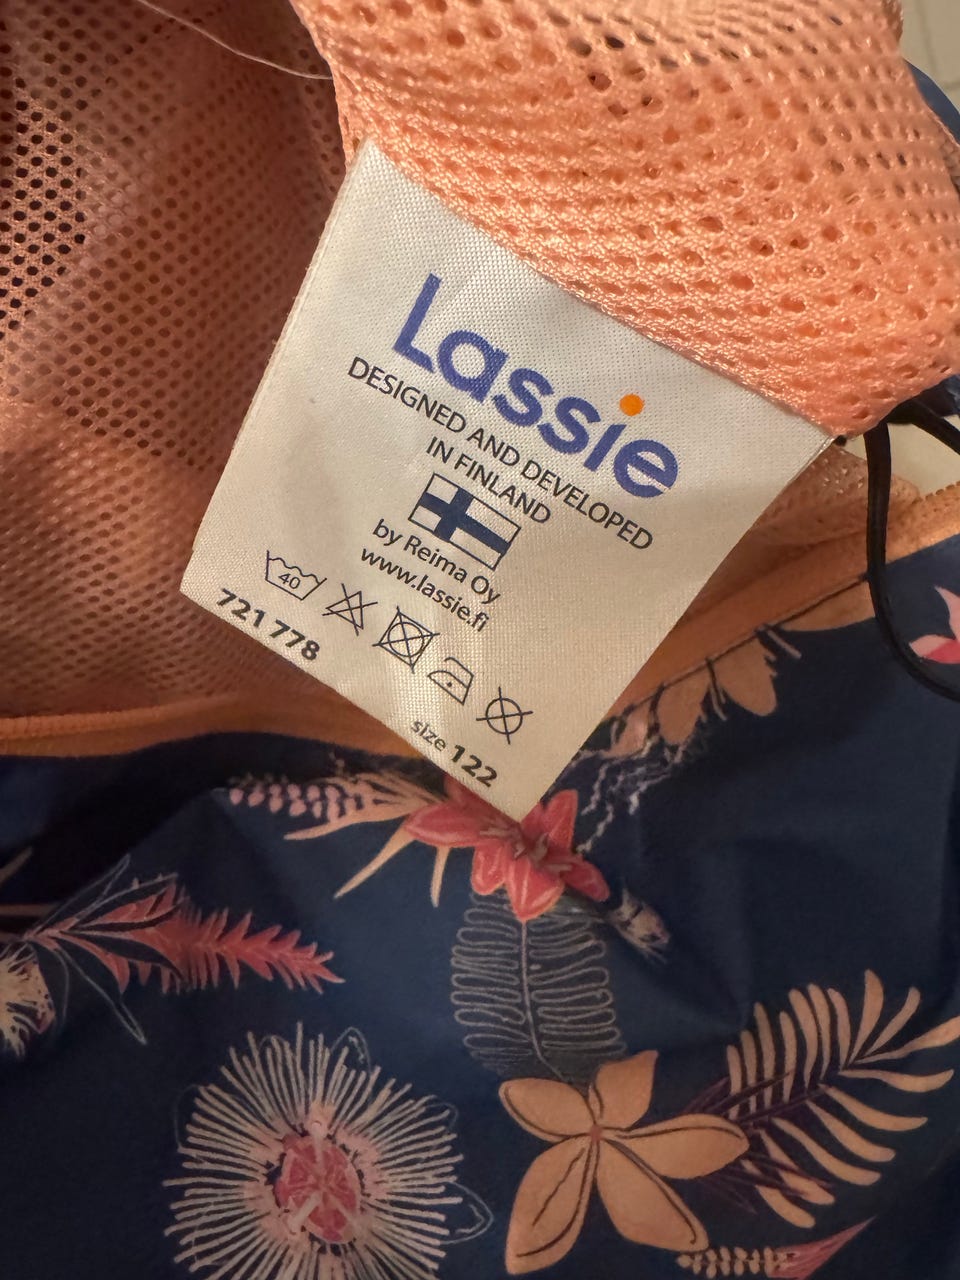 Lassie
DESIGNED AND DEVELOPED
IN FINLAND
by Reima Oy
www.lassie.fi
40
721 778
size 122